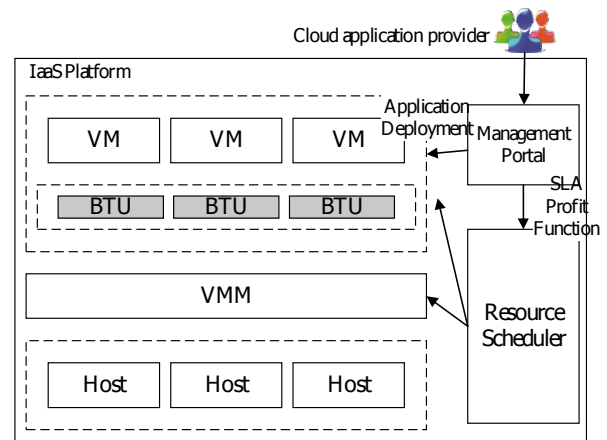 Cloud application provider
IaaS Platform
Application
Deployment
Management
Portal
VM VM VM
SLA
Profit
Function
BTU BTU BTU
VMM
Resource
Scheduler
Host Host Host